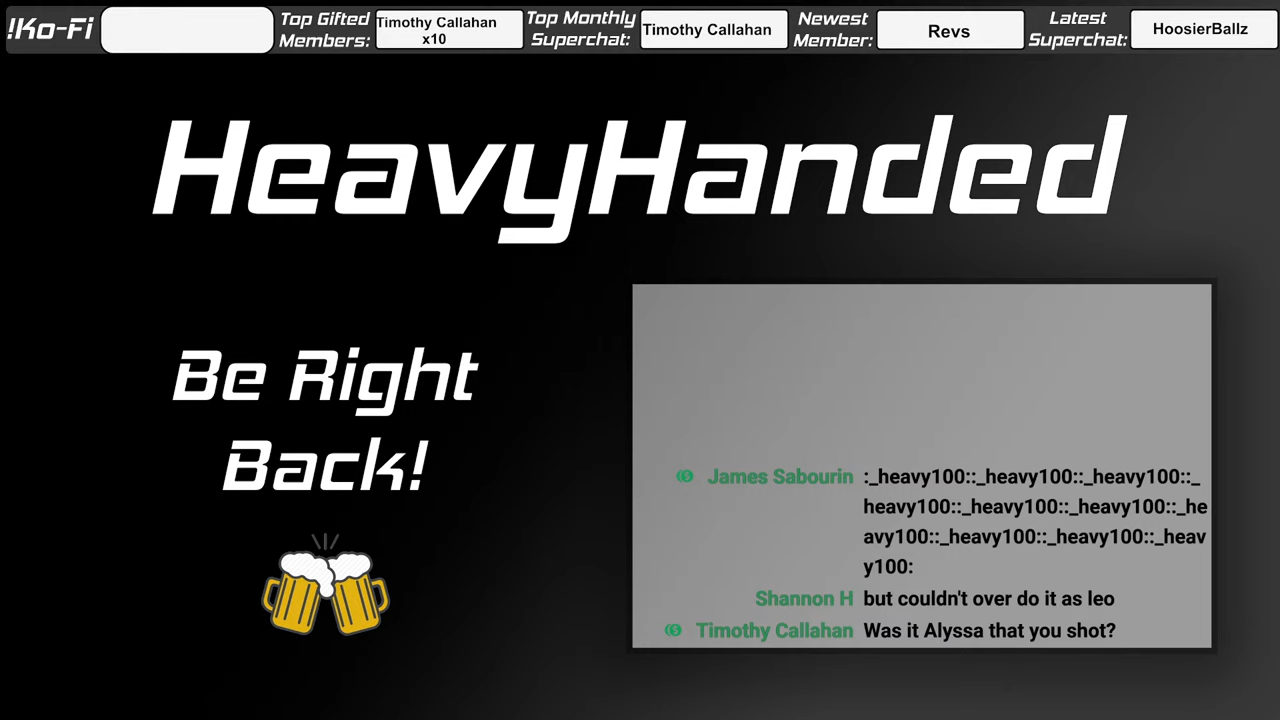 !Ko-Fi
Top Gifted
Members:
Timothy Callahan
x10
Top Monthly
Superchat:
Timothy Callahan
Newest
Member:
Revs
Latest
Superchat:
HoosierBallz
HeavyHanded
Be Right
Back!
James Sabourin :_heavy100::_heavy100::_heavy100::_
heavy100::_heavy100::_heavy100::_he
avy100::_heavy100::_heavy100::_heav
y100:
Shannon H but couldn't over do it as leo
Timothy Callahan Was it Alyssa that you shot?